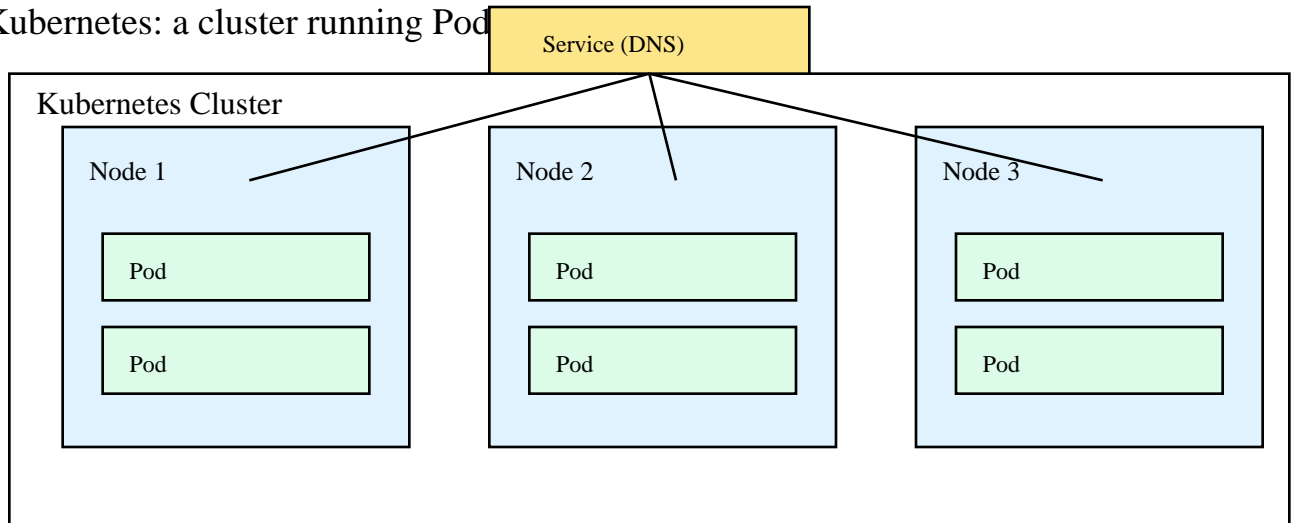 Kubernetes: a cluster running Pod
Service (DNS)
Kubernetes Cluster
Node 1
Node 2
Node 3
Pod
Pod
Pod
Pod
Pod
Pod